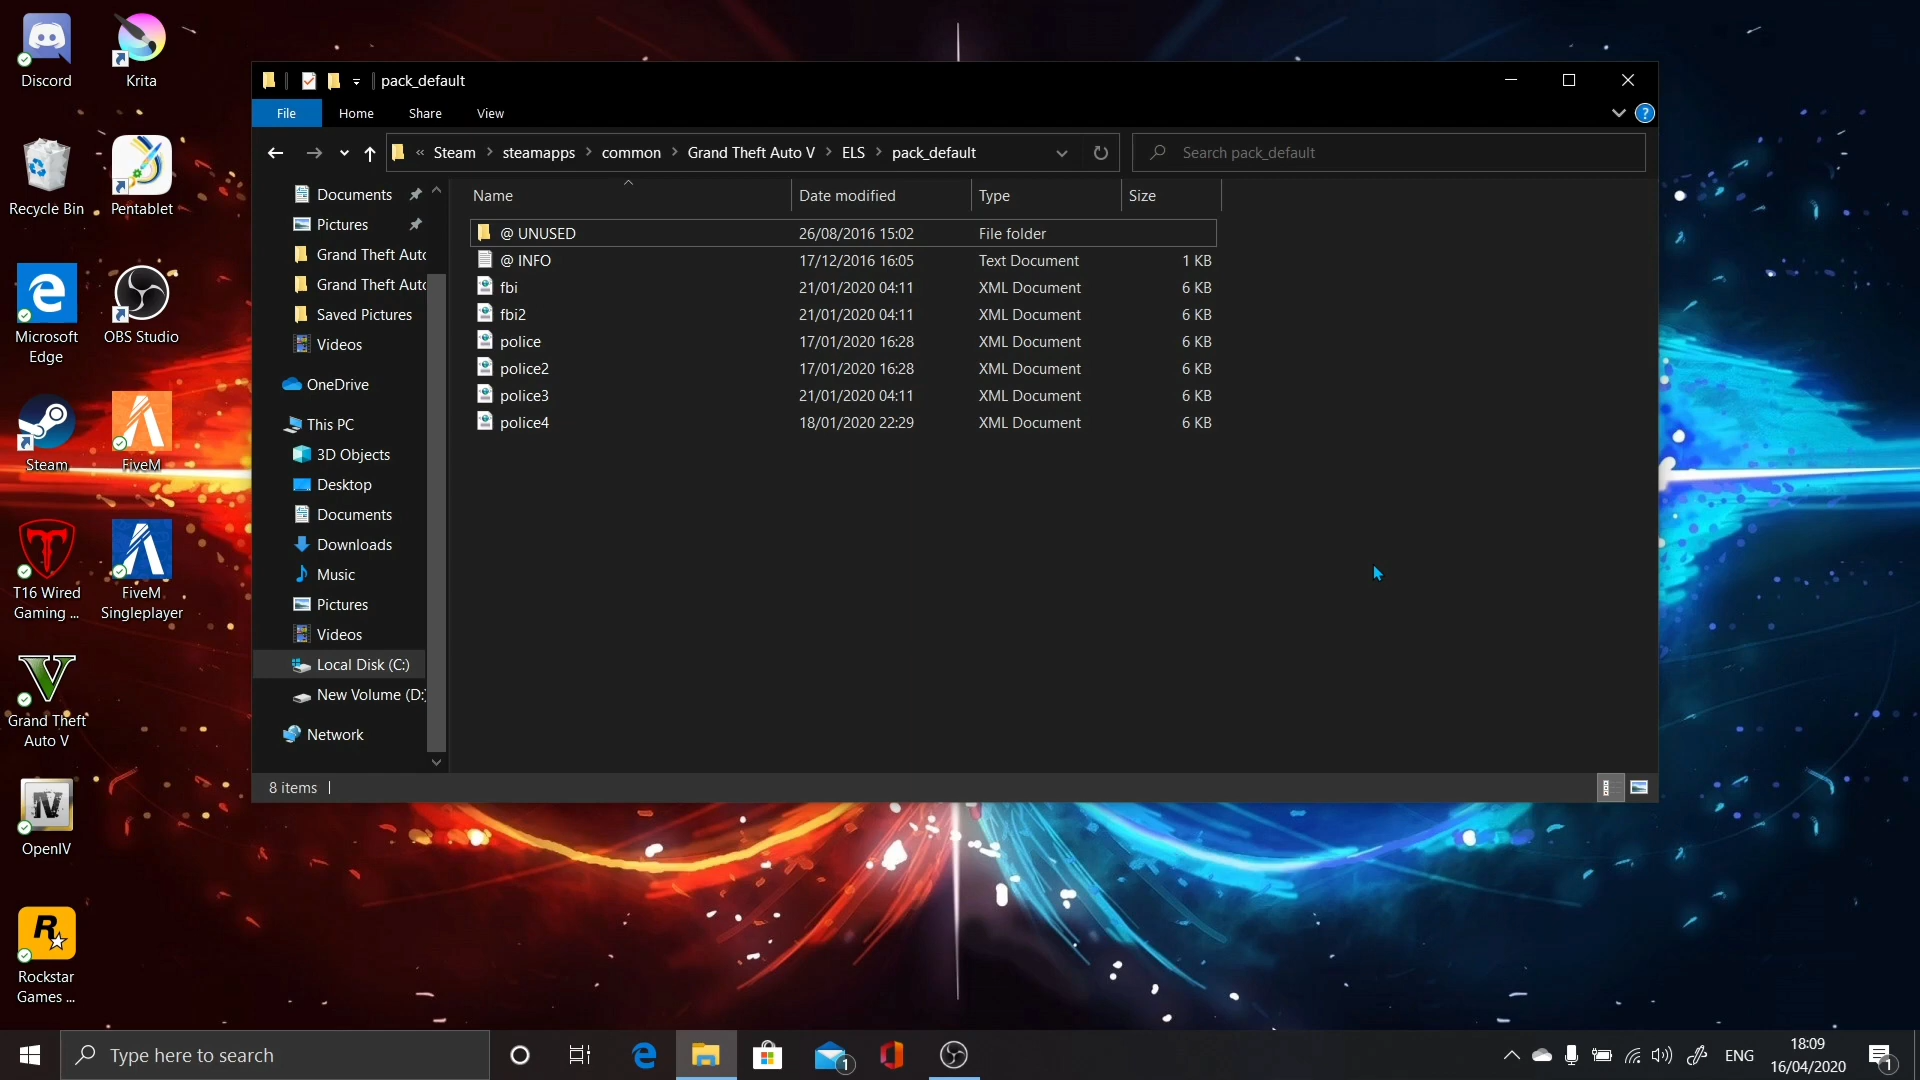 Discord
Krita
Recycle Bin
Pentablet
Microsoft
Edge
OBS Studio
Steam
FiveM
T16 Wired
Gaming ...
FiveM
Singleplayer
Grand Theft
Auto V
OpenIV
Rockstar
Games ...
pack_default
File
Home
Share
View
?
« Steam > steamapps > common > Grand Theft Auto V > ELS > pack_default
Search pack_default
Documents
Pictures
Grand Theft Auto
Grand Theft Auto
Saved Pictures
Videos
OneDrive
This PC
3D Objects
Desktop
Documents
Downloads
Music
Pictures
Videos
Local Disk (C:)
New Volume (D:)
Network
Name Date modified Type Size
@ UNUSED 26/08/2016 15:02 File folder
@ INFO 17/12/2016 16:05 Text Document 1 KB
fbi 21/01/2020 04:11 XML Document 6 KB
fbi2 21/01/2020 04:11 XML Document 6 KB
police 17/01/2020 16:28 XML Document 6 KB
police2 17/01/2020 16:28 XML Document 6 KB
police3 21/01/2020 04:11 XML Document 6 KB
police4 18/01/2020 22:29 XML Document 6 KB
8 items
Type here to search
1
ENG
18:09
16/04/2020
1